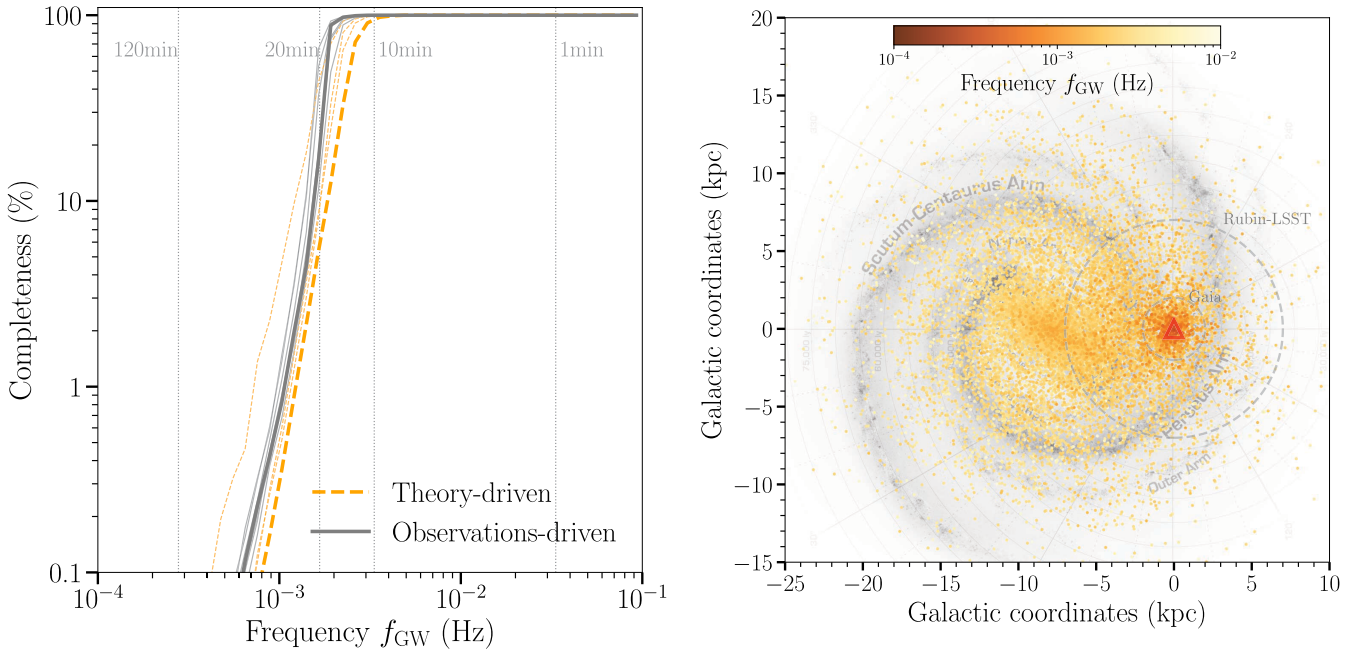 100
10
1
0.1
Completeness (%)
120min
20min
10min
1min
Theory-driven
Observations-driven
10⁻⁴
10⁻³
10⁻²
10⁻¹
Frequency f_GW (Hz)
20
15
10
5
0
−5
−10
−15
Galactic coordinates (kpc)
10⁻⁴
10⁻³
10⁻²
Frequency f_GW (Hz)
Scutum-Centaurus Arm
Rubin-LSST
Gaia
Perseus Arm
Outer Arm
−25
−20
−15
−10
−5
0
5
10
Galactic coordinates (kpc)